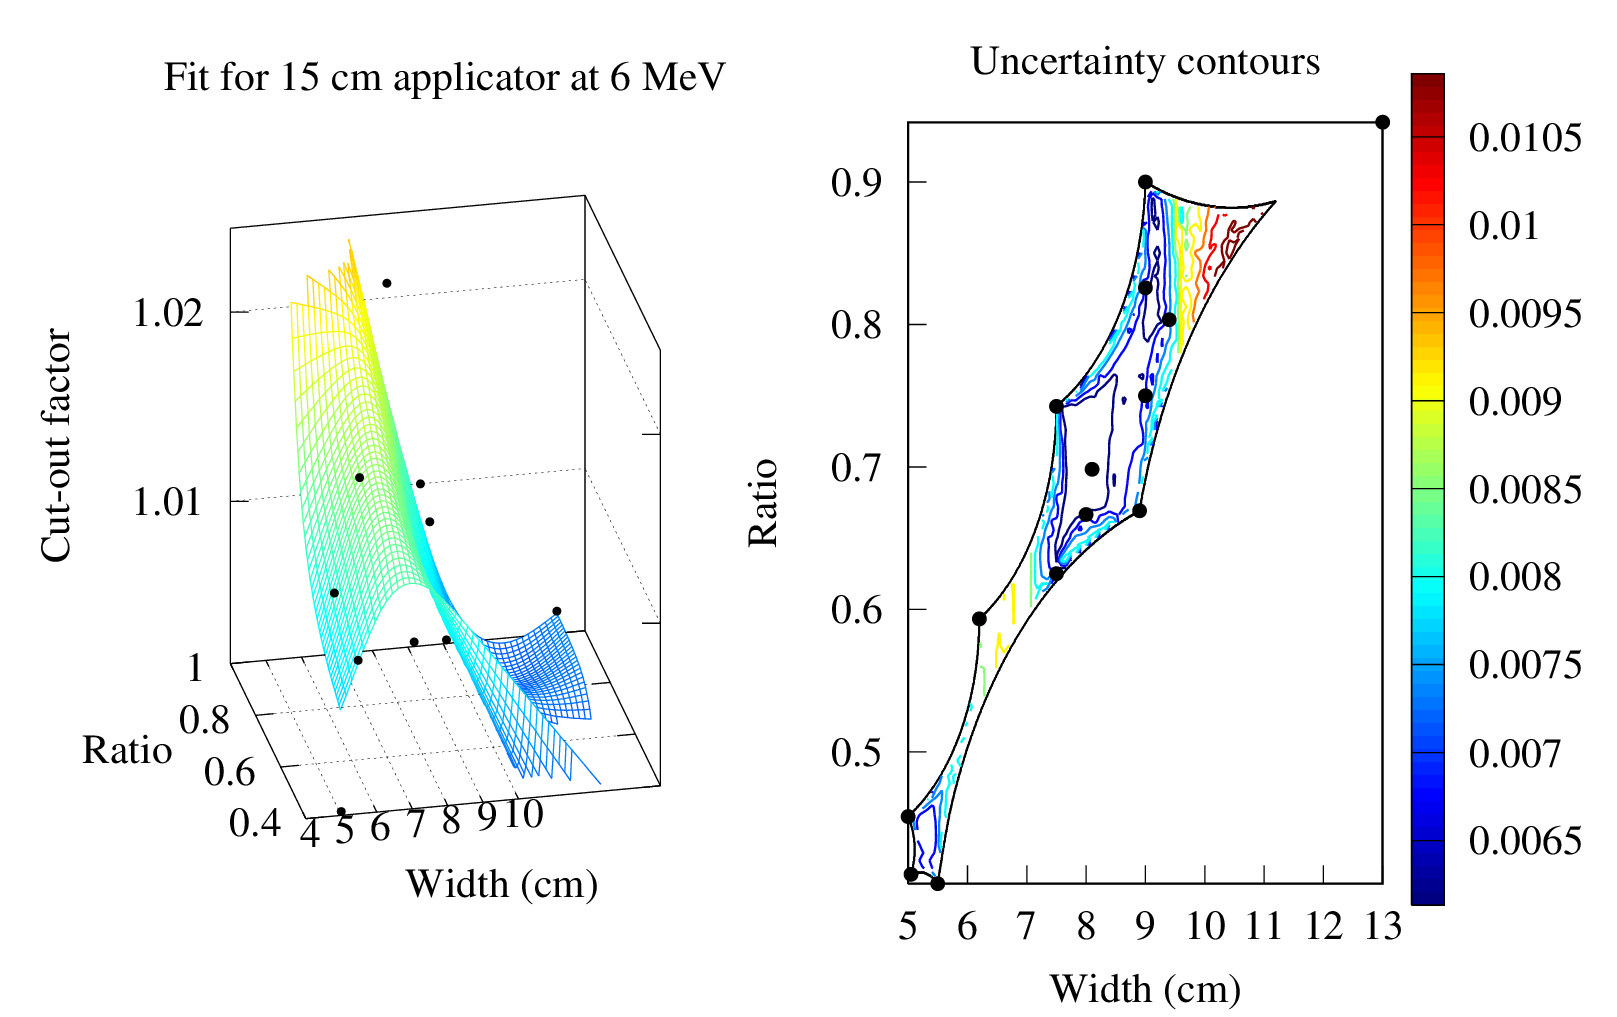 Fit for 15 cm applicator at 6 MeV
Cut-out factor
1.02
1.01
1
0.8
0.6
0.4
Ratio
4 5 6 7 8 9 10
Width (cm)
Uncertainty contours
Ratio
0.9
0.8
0.7
0.6
0.5
5 6 7 8 9 10 11 12 13
Width (cm)
0.0105
0.01
0.0095
0.009
0.0085
0.008
0.0075
0.007
0.0065